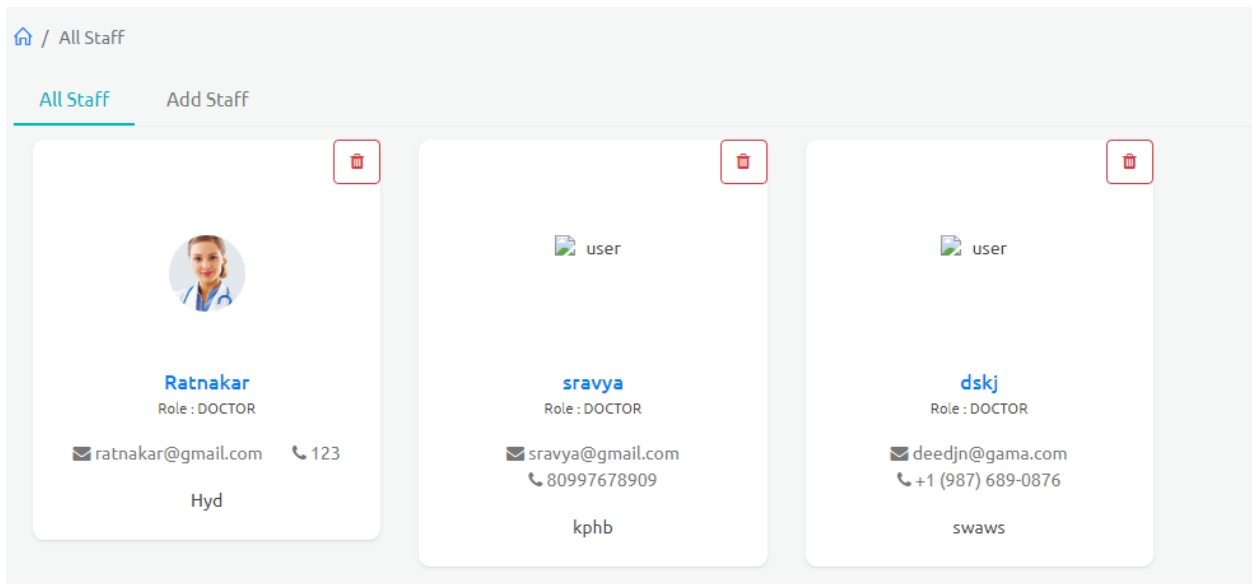 / All Staff
All Staff Add Staff
user
user
Ratnakar
Role : DOCTOR
ratnakar@gmail.com 123
Hyd
sravya
Role : DOCTOR
sravya@gmail.com
80997678909
kphb
dskj
Role : DOCTOR
deedjn@gama.com
+1 (987) 689-0876
swaws